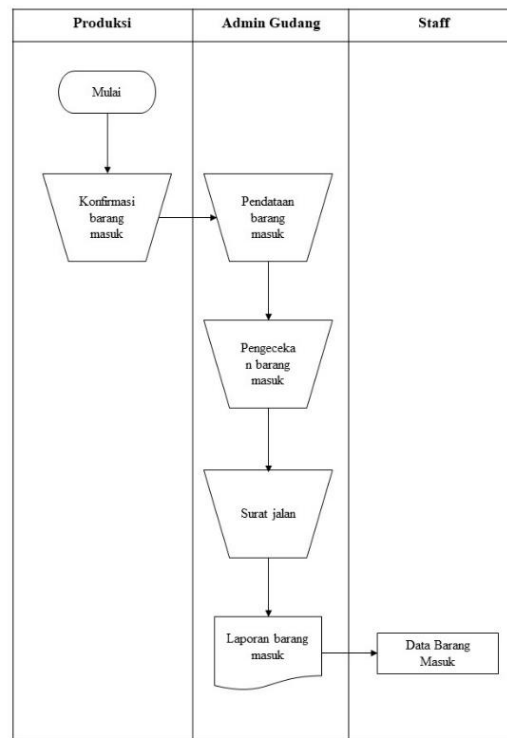 Produksi
Admin Gudang
Staff
Mulai
Konfirmasi
barang
masuk
Pendataan
barang
masuk
Pengeceka
n barang
masuk
Surat jalan
Laporan barang
masuk
Data Barang
Masuk